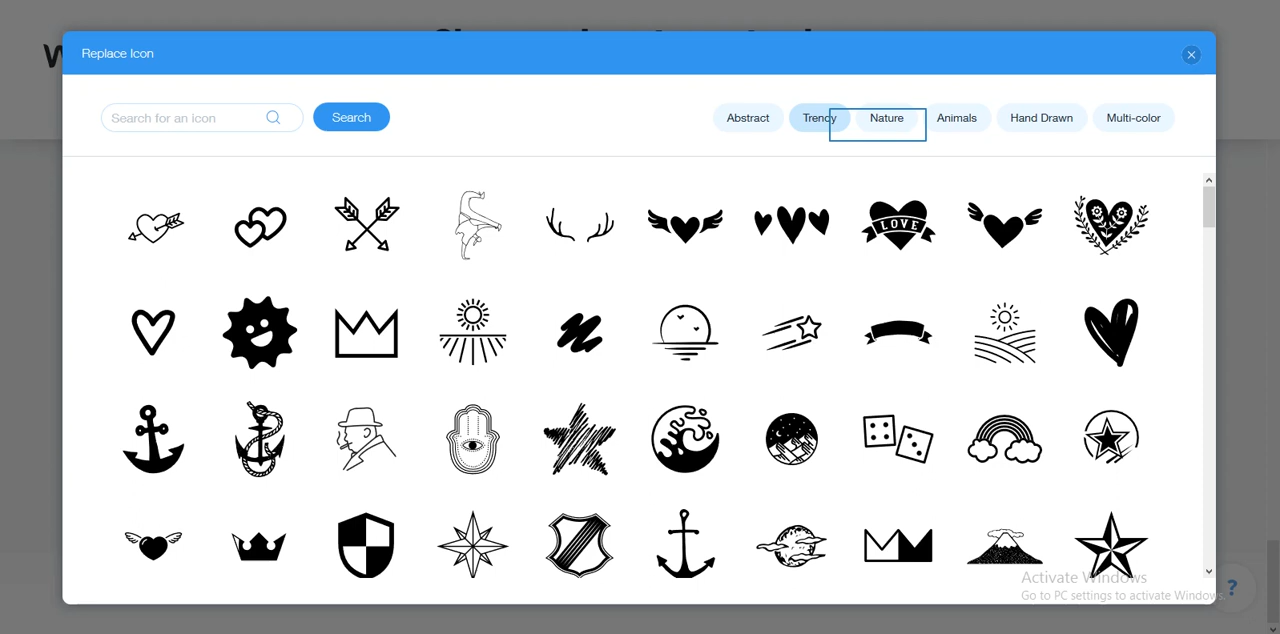 Replace Icon
Search for an icon
Search
Abstract
Trendy
Nature
Animals
Hand Drawn
Multi-color
LOVE
Activate Windows
Go to PC settings to activate Windows.
?